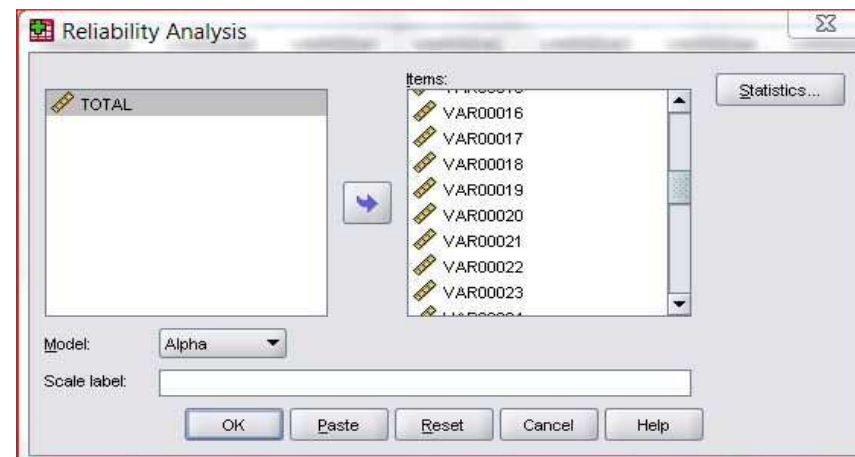 Reliability Analysis
Items:
TOTAL
VAR00016
VAR00017
VAR00018
VAR00019
VAR00020
VAR00021
VAR00022
VAR00023
Statistics...
Model:
Alpha
Scale label:
OK Paste Reset Cancel Help